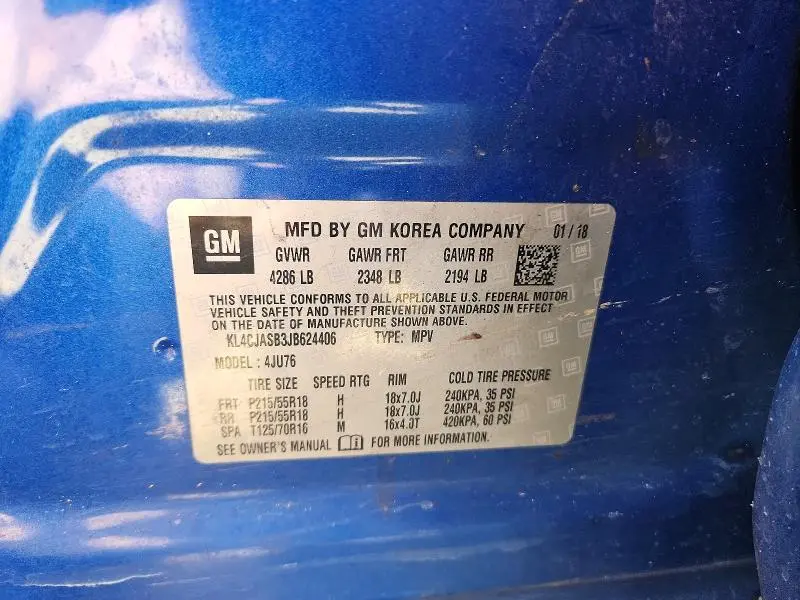 GM MFD BY GM KOREA COMPANY 01 / 18
GVWR GAWR FRT GAWR RR
4286 LB 2348 LB 2194 LB
THIS VEHICLE CONFORMS TO ALL APPLICABLE U.S. FEDERAL MOTOR
VEHICLE SAFETY AND THEFT PREVENTION STANDARDS IN EFFECT
ON THE DATE OF MANUFACTURE SHOWN ABOVE.
KL4CJASB3JB624406 TYPE: MPV
MODEL: 4JU76
TIRE SIZE SPEED RTG RIM COLD TIRE PRESSURE
FRT P215/55R18 H 18x7.0J 240KPA, 35 PSI
RR P215/55R18 H 18x7.0J 240KPA, 35 PSI
SPA T125/70R16 M 16x4.0T 420KPA, 60 PSI
SEE OWNER'S MANUAL FOR MORE INFORMATION.